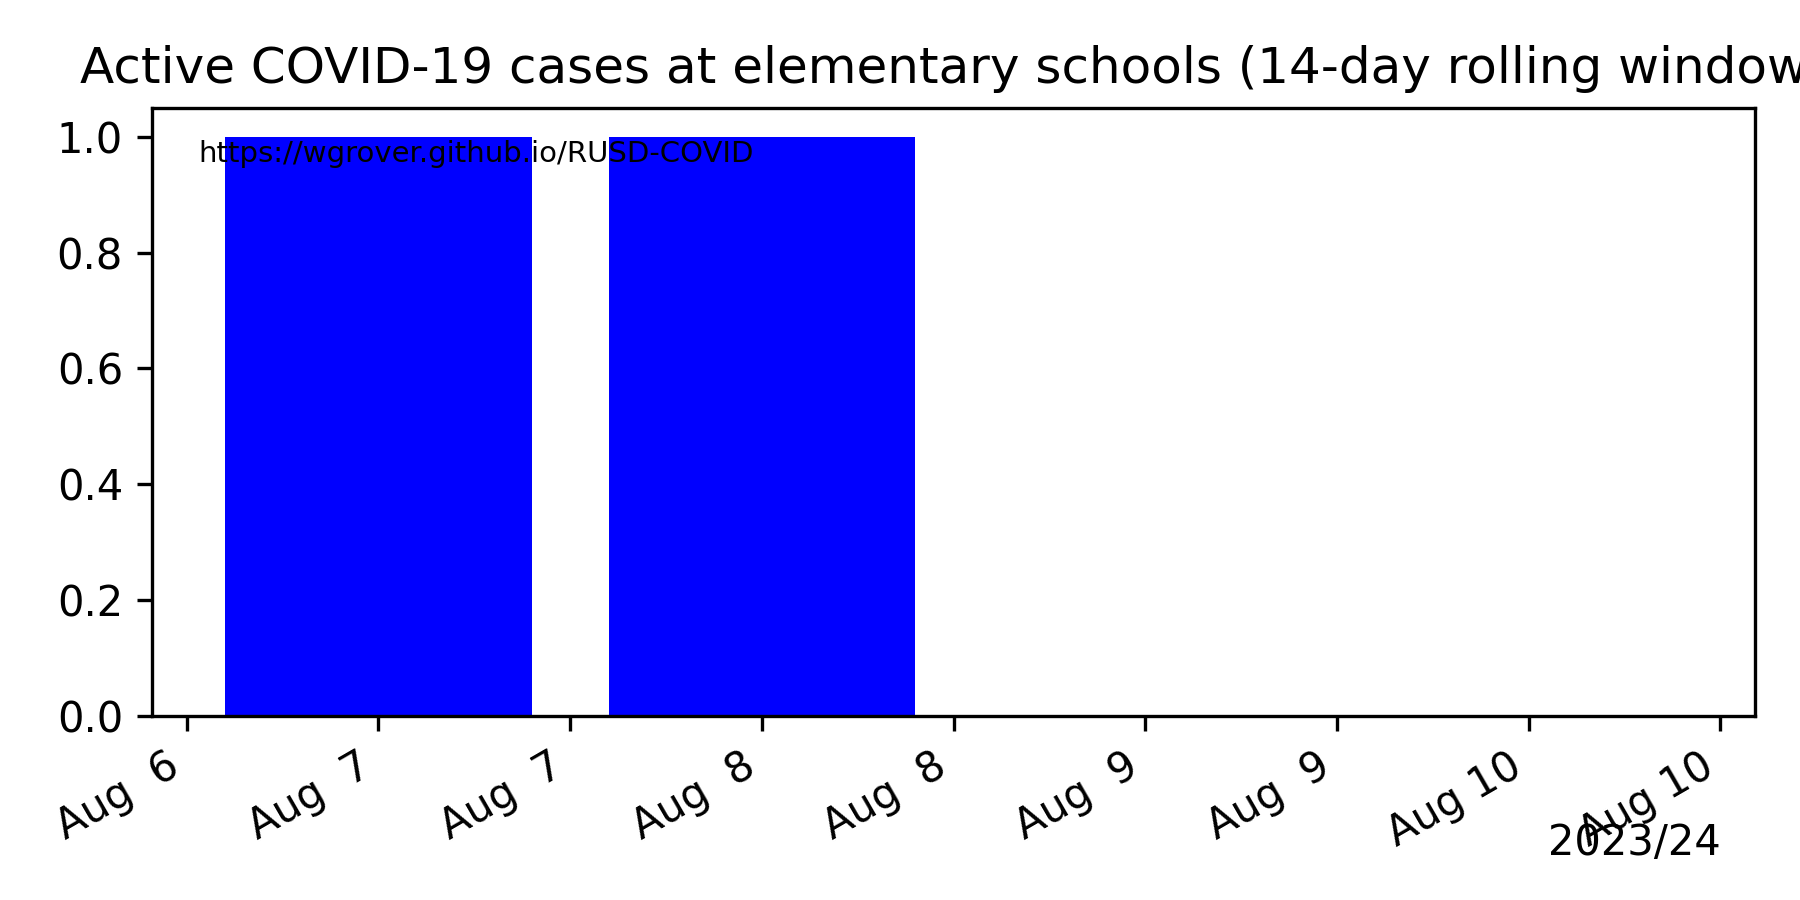 Active COVID-19 cases at elementary schools (14-day rolling window
1.0
https://wgrover.github.io/RUSD-COVID
0.8
0.6
0.4
0.2
0.0
Aug 6 Aug 7 Aug 7 Aug 8 Aug 8 Aug 9 Aug 9 Aug 10 Aug 10
2023/24